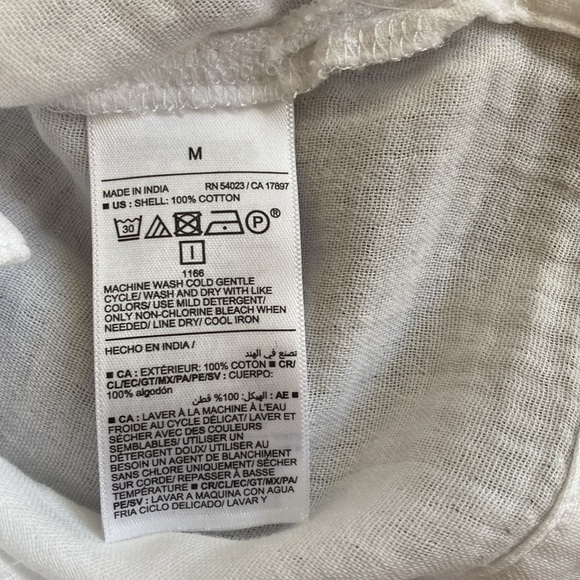 M
MADE IN INDIA RN 54023 / CA 17897
■ US : SHELL: 100% COTTON
30 P ®
1166
MACHINE WASH COLD GENTLE
CYCLE/ WASH AND DRY WITH LIKE
COLORS/ USE MILD DETERGENT/
ONLY NON-CHLORINE BLEACH WHEN
NEEDED/ LINE DRY/ COOL IRON
HECHO EN INDIA / تصنع في الهند
■ CA : EXTÉRIEUR: 100% COTON ■ CR/
CL/EC/GT/MX/PA/PE/SV : CUERPO:
100% algodón
■ AE : الهيكل: 100% قطن
■ CA : LAVER À LA MACHINE À L'EAU
FROIDE AU CYCLE DÉLICAT/ LAVER ET
SÉCHER AVEC DES COULEURS
SEMBLABLES/ UTILISER UN
DÉTERGENT DOUX/ UTILISER AU
BESOIN UN AGENT DE BLANCHIMENT
SANS CHLORE UNIQUEMENT/ SÉCHER
SUR CORDE/ REPASSER À BASSE
TEMPÉRATURE ■ CR/CL/EC/GT/MX/PA/
PE/SV : LAVAR A MAQUINA CON AGUA
FRIA CICLO DELICADO/ LAVAR Y